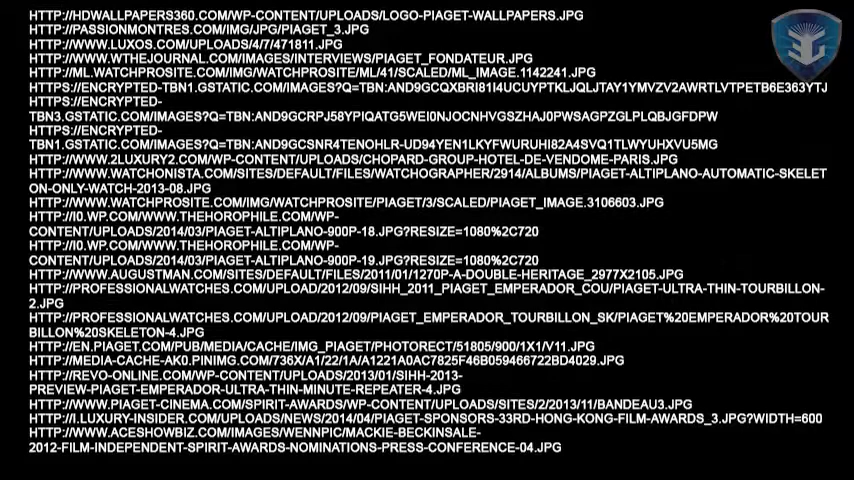 HTTP://HDWALLPAPERS360.COM/WP-CONTENT/UPLOADS/LOGO-PIAGET-WALLPAPERS.JPG
HTTP://PASSIONMONTRES.COM/IMG/JPG/PIAGET_3.JPG
HTTP://WWW.LUXOS.COM/UPLOADS/4/7/471811.JPG
HTTP://WWW.WTHEJOURNAL.COM/IMAGES/INTERVIEWS/PIAGET_FONDATEUR.JPG
HTTP://ML.WATCHPROSITE.COM/IMG/WATCHPROSITE/ML/41/SCALED/ML_IMAGE.1142241.JPG
HTTPS://ENCRYPTED-TBN1.GSTATIC.COM/IMAGES?Q=TBN:AND9GCQXBRI81I4UCUYPTKLJQLJTAY1YMVZV2AWRTLVTPETB6E363YTJ
HTTPS://ENCRYPTED-
TBN3.GSTATIC.COM/IMAGES?Q=TBN:AND9GCRPJ58YPIQATG5WEI0NJOCNHVGSZHAJ0PWSAGPZGLPLQBJGFDPW
HTTPS://ENCRYPTED-
TBN1.GSTATIC.COM/IMAGES?Q=TBN:AND9GCSNR4TENOHLR-UD94YEN1LKYFWURUHI82A4SVQ1TLWYUHXVU5MG
HTTP://WWW.2LUXURY2.COM/WP-CONTENT/UPLOADS/CHOPARD-GROUP-HOTEL-DE-VENDOME-PARIS.JPG
HTTP://WWW.WATCHONISTA.COM/SITES/DEFAULT/FILES/WATCHOGRAPHER/2914/ALBUMS/PIAGET-ALTIPLANO-AUTOMATIC-SKELET
ON-ONLY-WATCH-2013-08.JPG
HTTP://WWW.WATCHPROSITE.COM/IMG/WATCHPROSITE/PIAGET/3/SCALED/PIAGET_IMAGE.3106603.JPG
HTTP://I0.WP.COM/WWW.THEHOROPHILE.COM/WP-
CONTENT/UPLOADS/2014/03/PIAGET-ALTIPLANO-900P-18.JPG?RESIZE=1080%2C720
HTTP://I0.WP.COM/WWW.THEHOROPHILE.COM/WP-
CONTENT/UPLOADS/2014/03/PIAGET-ALTIPLANO-900P-19.JPG?RESIZE=1080%2C720
HTTP://WWW.AUGUSTMAN.COM/SITES/DEFAULT/FILES/2011/01/1270P-A-DOUBLE-HERITAGE_2977X2105.JPG
HTTP://PROFESSIONALWATCHES.COM/UPLOAD/2012/09/SIHH_2011_PIAGET_EMPERADOR_COU/PIAGET-ULTRA-THIN-TOURBILLON-
2.JPG
HTTP://PROFESSIONALWATCHES.COM/UPLOAD/2012/09/PIAGET_EMPERADOR_TOURBILLON_SK/PIAGET%20EMPERADOR%20TOUR
BILLON%20SKELETON-4.JPG
HTTP://EN.PIAGET.COM/PUB/MEDIA/CACHE/IMG_PIAGET/PHOTORECT/51805/900/1X1/V11.JPG
HTTP://MEDIA-CACHE-AK0.PINIMG.COM/736X/A1/22/1A/A1221A0AC7825F46B059466722BD4029.JPG
HTTP://REVO-ONLINE.COM/WP-CONTENT/UPLOADS/2013/01/SIHH-2013-
PREVIEW-PIAGET-EMPERADOR-ULTRA-THIN-MINUTE-REPEATER-4.JPG
HTTP://WWW.PIAGET-CINEMA.COM/SPIRIT-AWARDS/WP-CONTENT/UPLOADS/SITES/2/2013/11/BANDEAU3.JPG
HTTP://I.LUXURY-INSIDER.COM/UPLOADS/NEWS/2014/04/PIAGET-SPONSORS-33RD-HONG-KONG-FILM-AWARDS_3.JPG?WIDTH=600
HTTP://WWW.ACESHOWBIZ.COM/IMAGES/WENNPIC/MACKIE-BECKINSALE-
2012-FILM-INDEPENDENT-SPIRIT-AWARDS-NOMINATIONS-PRESS-CONFERENCE-04.JPG